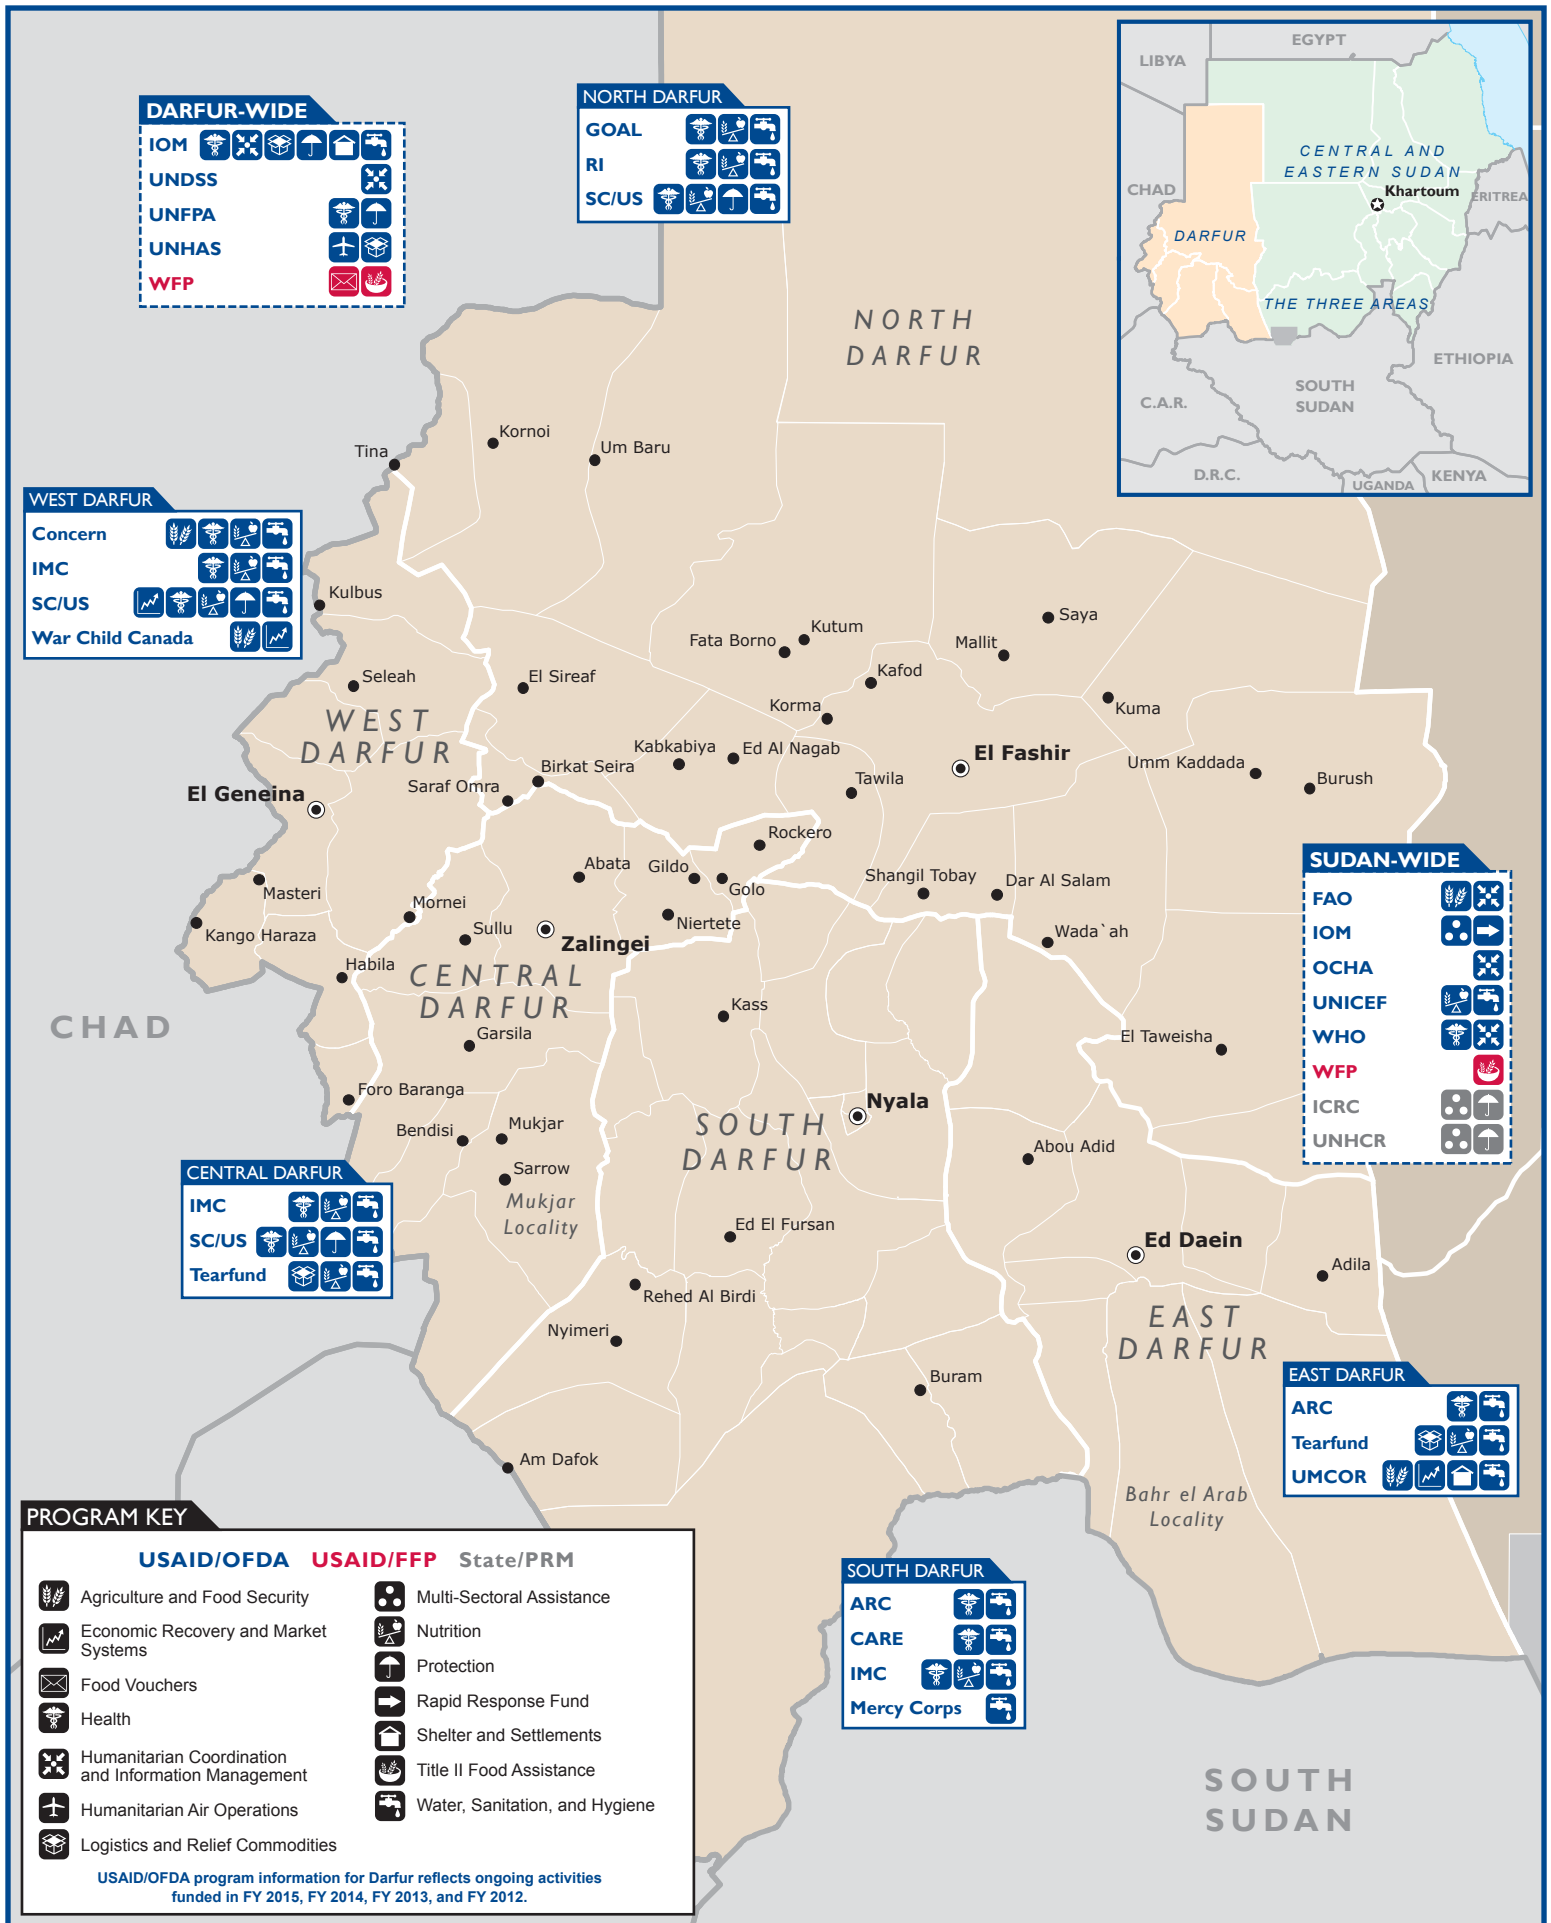 DARFUR-WIDE
IOM
UNDSS
UNFPA
UNHAS
WFP
NORTH DARFUR
GOAL
RI
SC/US
LIBYA
EGYPT
CHAD
CENTRAL AND
EASTERN SUDAN
Khartoum
ERITREA
DARFUR
THE THREE AREAS
ETHIOPIA
SOUTH
SUDAN
C.A.R.
D.R.C.
UGANDA
KENYA
NORTH
DARFUR
Kornoi
Um Baru
Tina
WEST DARFUR
Concern
IMC
SC/US
War Child Canada
Kulbus
Seleah
El Sireaf
Fata Borno
Kutum
Saya
Mallit
Kafod
Korma
Kuma
WEST
DARFUR
Kabkabiya
Ed Al Nagab
El Fashir
Umm Kaddada
Burush
Birkat Seira
Saraf Omra
Tawila
El Geneina
Rockero
Abata
Gildo
Golo
Shangil Tobay
Dar Al Salam
Masteri
Mornei
Niertete
Kango Haraza
Sullu
Zalingei
Wada`ah
Habila
CENTRAL
DARFUR
SUDAN-WIDE
FAO
IOM
OCHA
UNICEF
WHO
WFP
ICRC
UNHCR
CHAD
Kass
Garsila
El Taweisha
Foro Baranga
Nyala
Bendisi
Mukjar
SOUTH
DARFUR
Abou Adid
Sarrow
Mukjar
Locality
CENTRAL DARFUR
IMC
SC/US
Tearfund
Ed El Fursan
Ed Daein
Adila
Rehed Al Birdi
Nyimeri
EAST
DARFUR
Buram
EAST DARFUR
ARC
Tearfund
UMCOR
Am Dafok
Bahr el Arab
Locality
PROGRAM KEY
USAID/OFDA USAID/FFP State/PRM
Agriculture and Food Security
Economic Recovery and Market
Systems
Food Vouchers
Health
Humanitarian Coordination
and Information Management
Humanitarian Air Operations
Logistics and Relief Commodities
Multi-Sectoral Assistance
Nutrition
Protection
Rapid Response Fund
Shelter and Settlements
Title II Food Assistance
Water, Sanitation, and Hygiene
USAID/OFDA program information for Darfur reflects ongoing activities
funded in FY 2015, FY 2014, FY 2013, and FY 2012.
SOUTH DARFUR
ARC
CARE
IMC
Mercy Corps
SOUTH
SUDAN